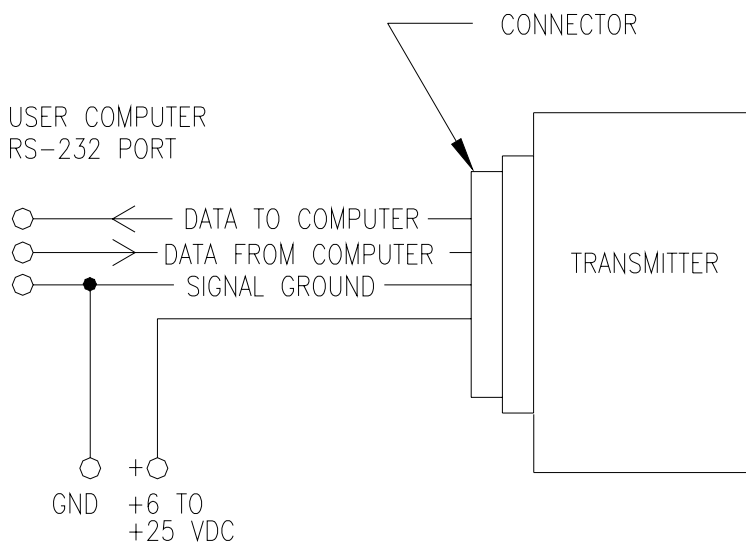 CONNECTOR
USER COMPUTER
RS-232 PORT
DATA TO COMPUTER
DATA FROM COMPUTER
SIGNAL GROUND
TRANSMITTER
+
GND
+6 TO
+25 VDC